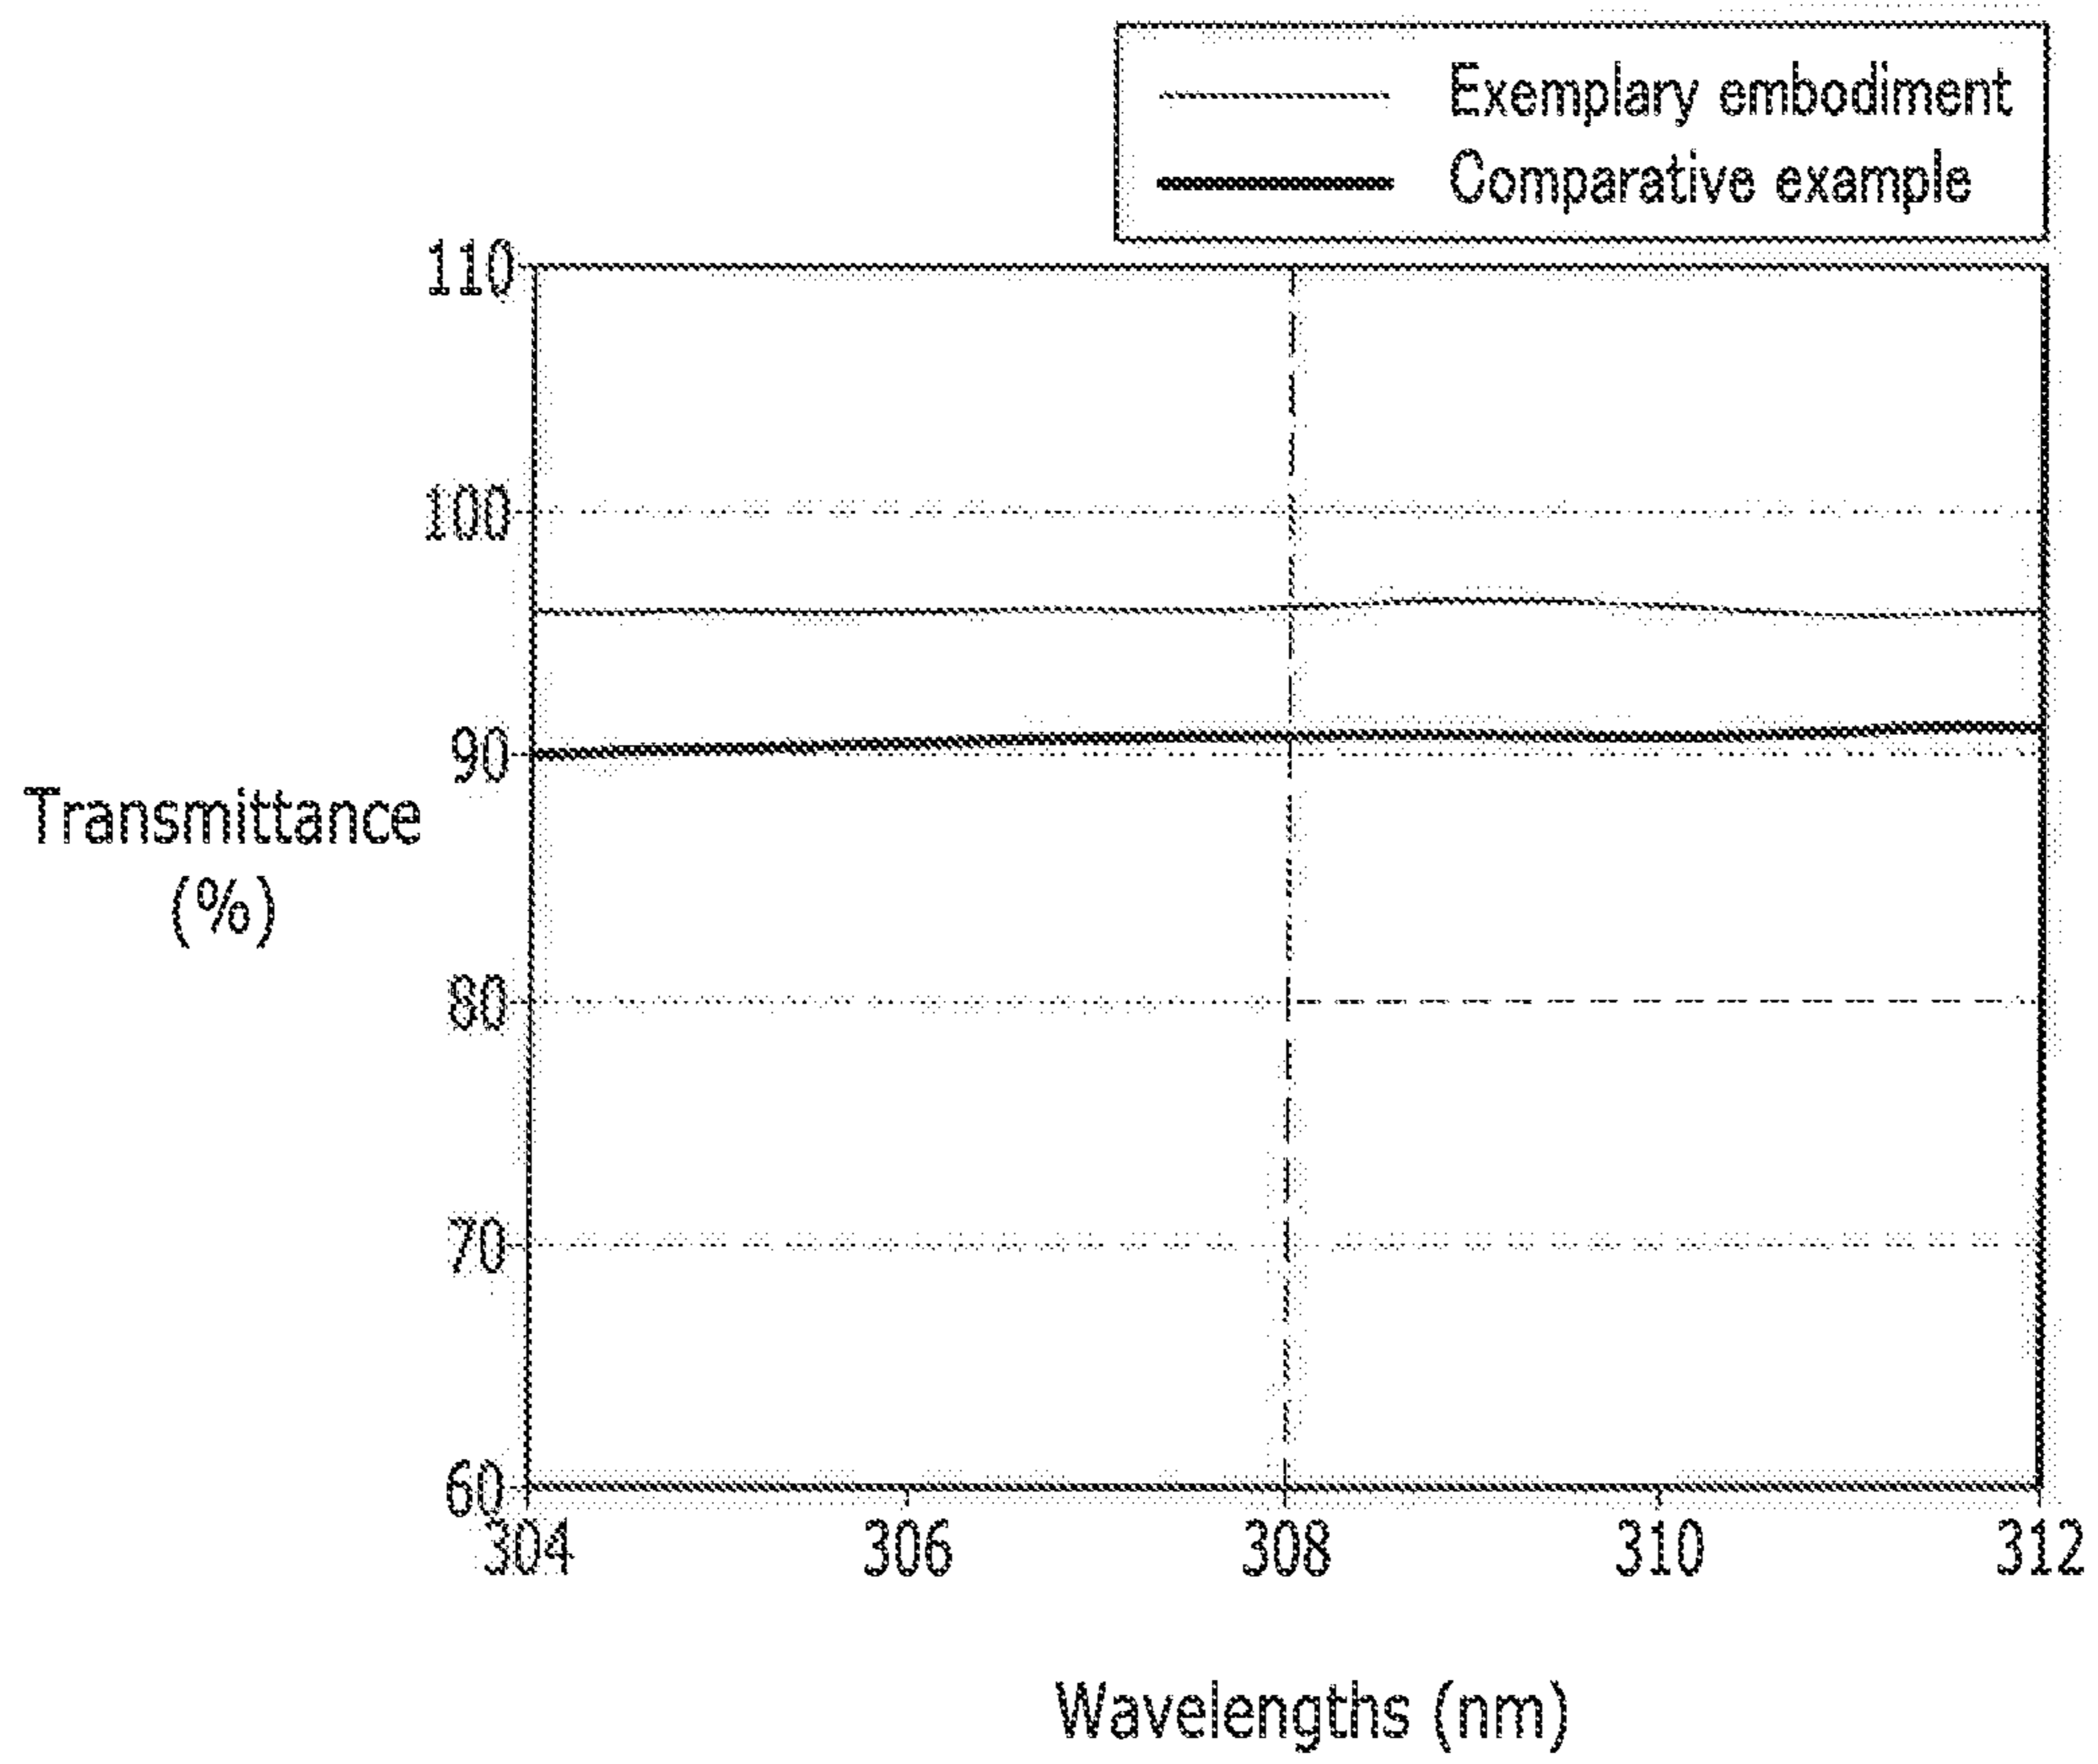 Exemplary embodiment
Comparative example
110
100
90
80
70
60
Transmittance
(%)
304 306 308 310 312
Wavelengths (nm)